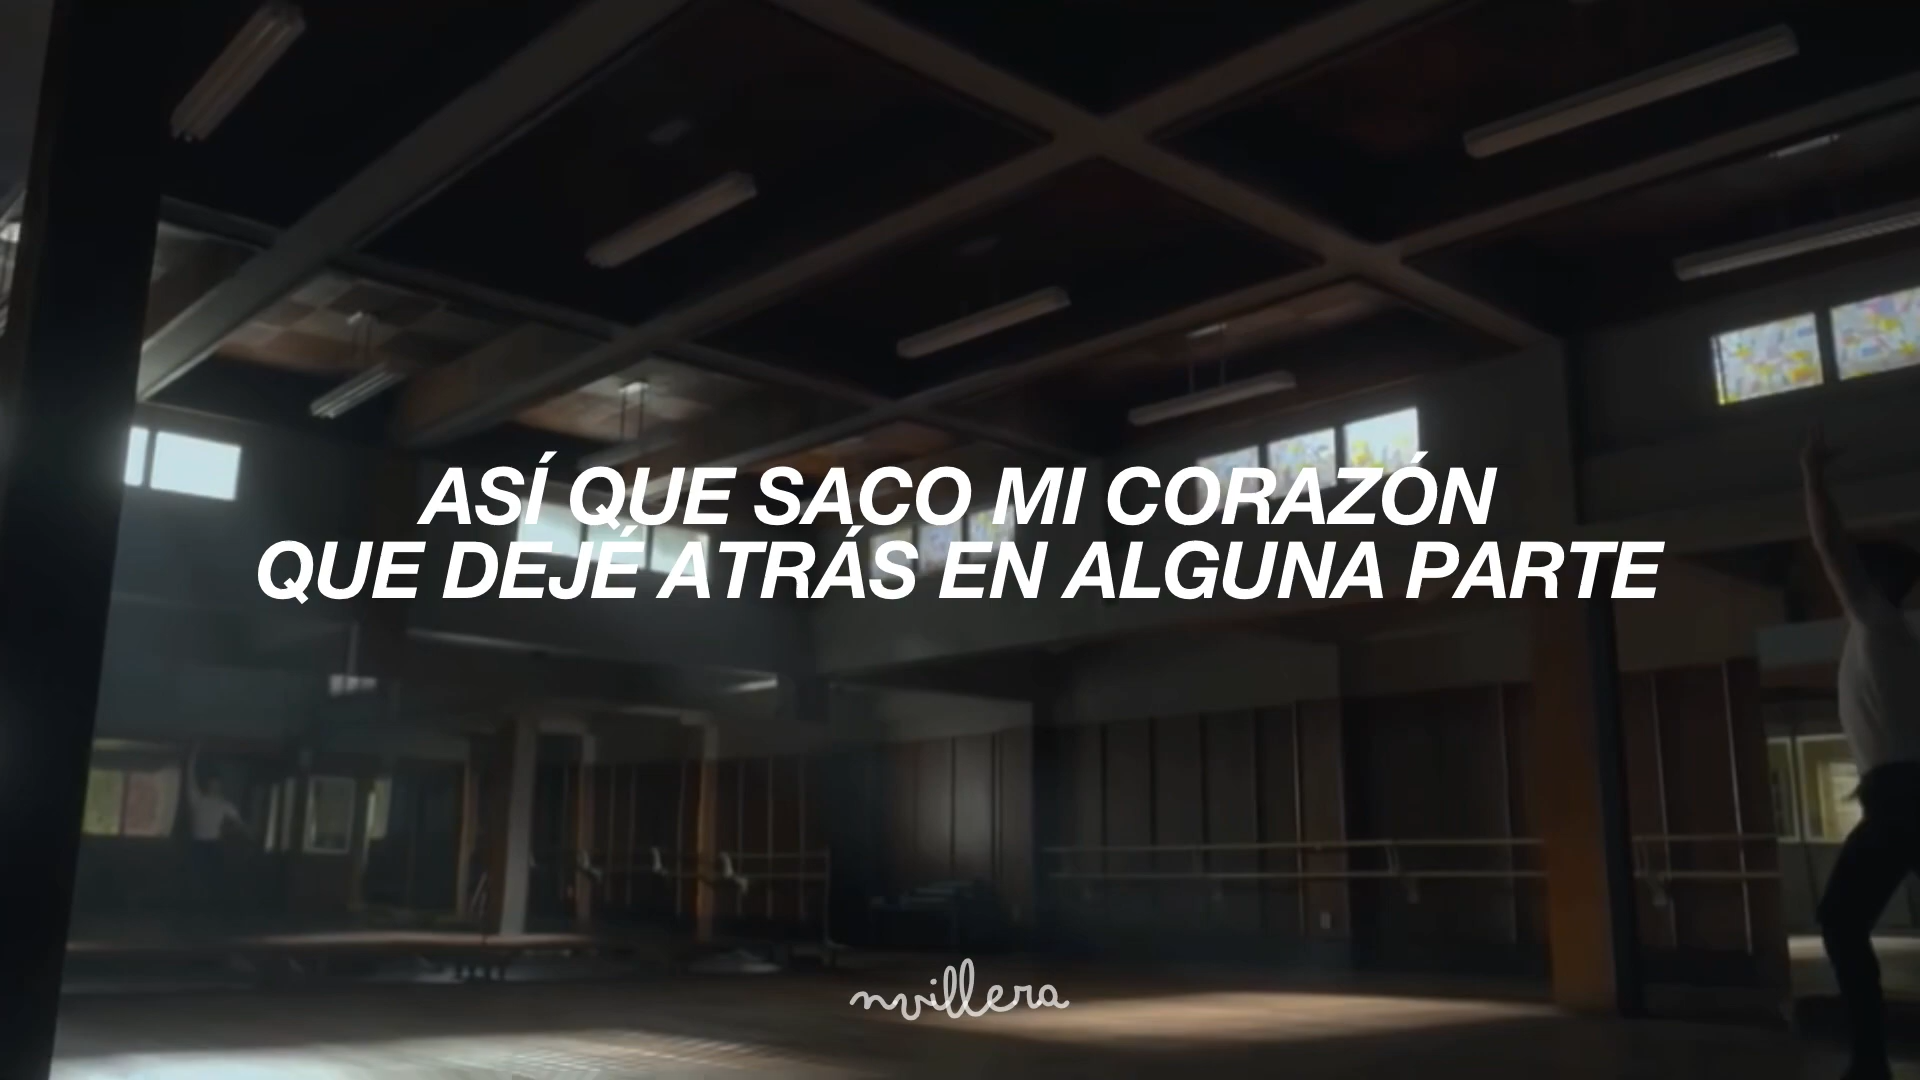 ASÍ QUE SACO MI CORAZÓN
QUE DEJÉ ATRÁS EN ALGUNA PARTE
nvillera